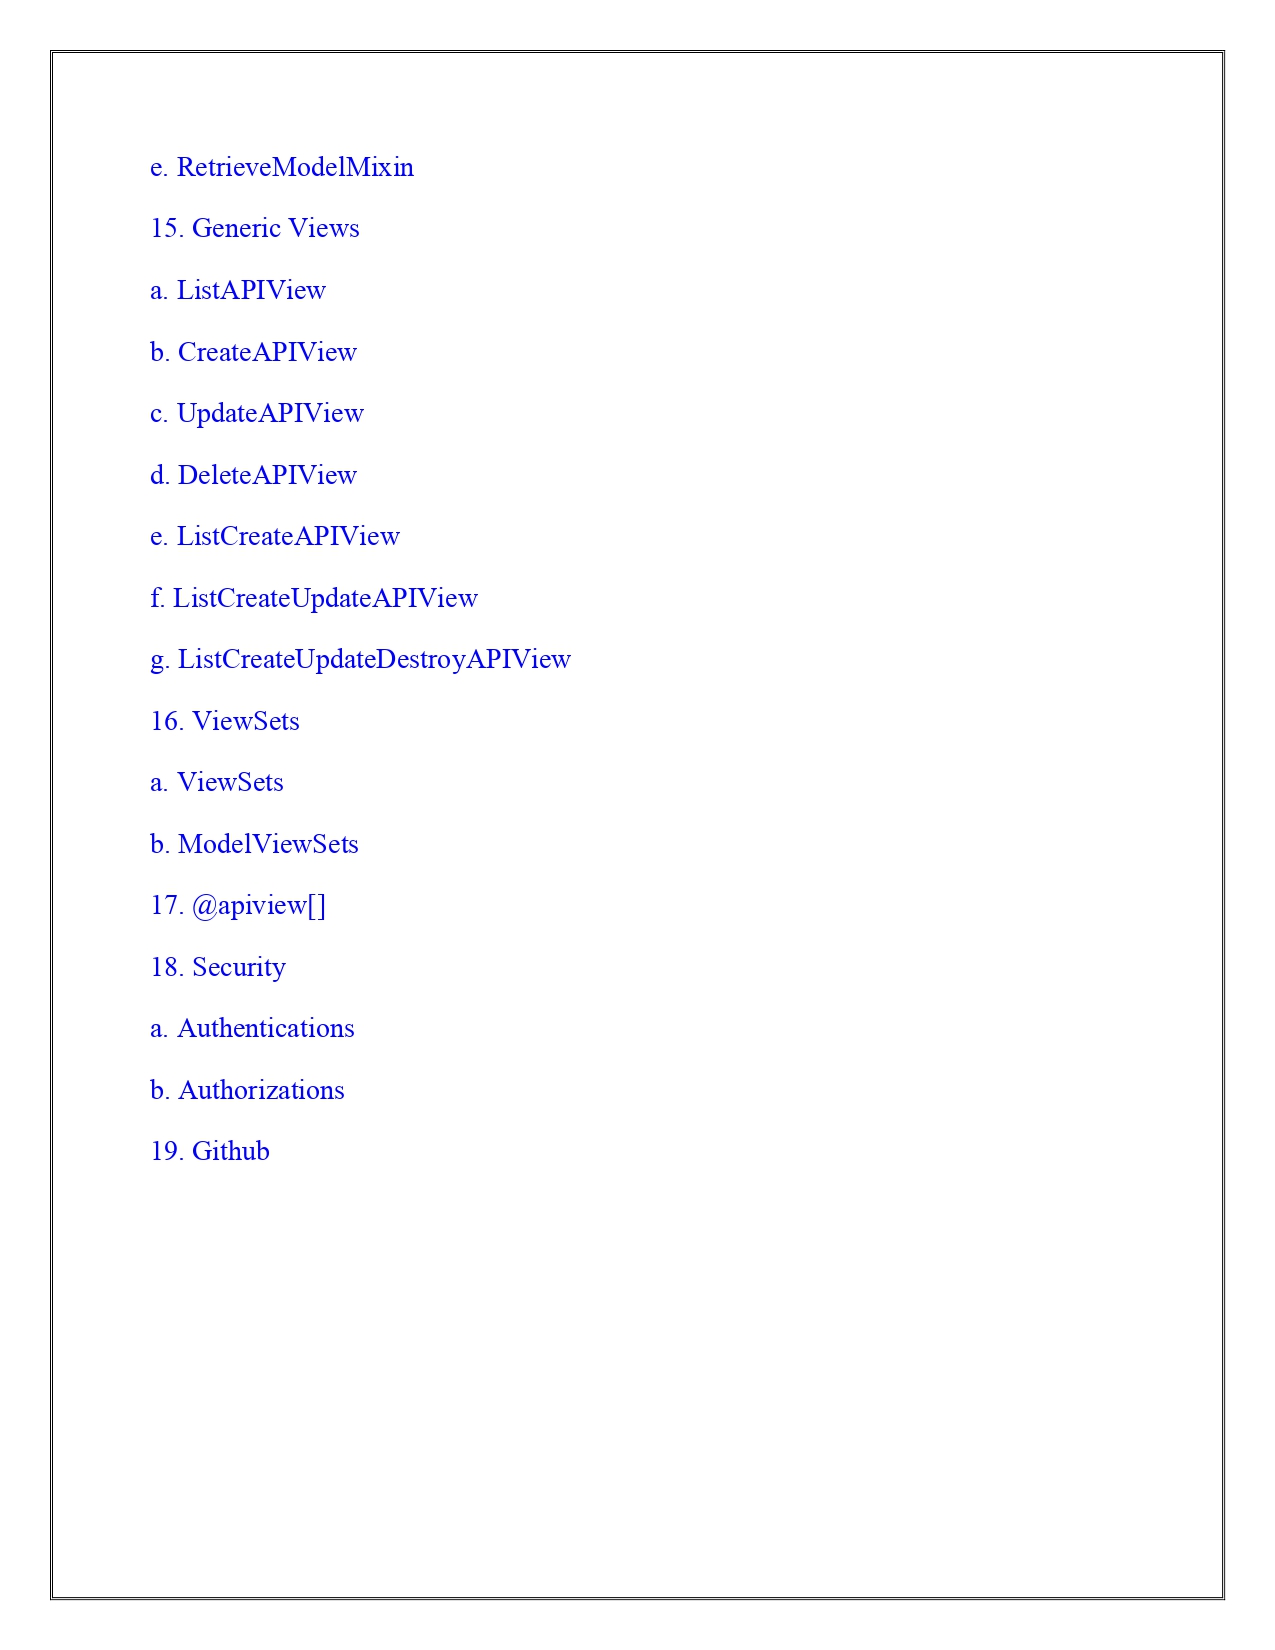 e. RetrieveModelMixin
15. Generic Views
a. ListAPIView
b. CreateAPIView
c. UpdateAPIView
d. DeleteAPIView
e. ListCreateAPIView
f. ListCreateUpdateAPIView
g. ListCreateUpdateDestroyAPIView
16. ViewSets
a. ViewSets
b. ModelViewSets
17. @apiview[]
18. Security
a. Authentications
b. Authorizations
19. Github